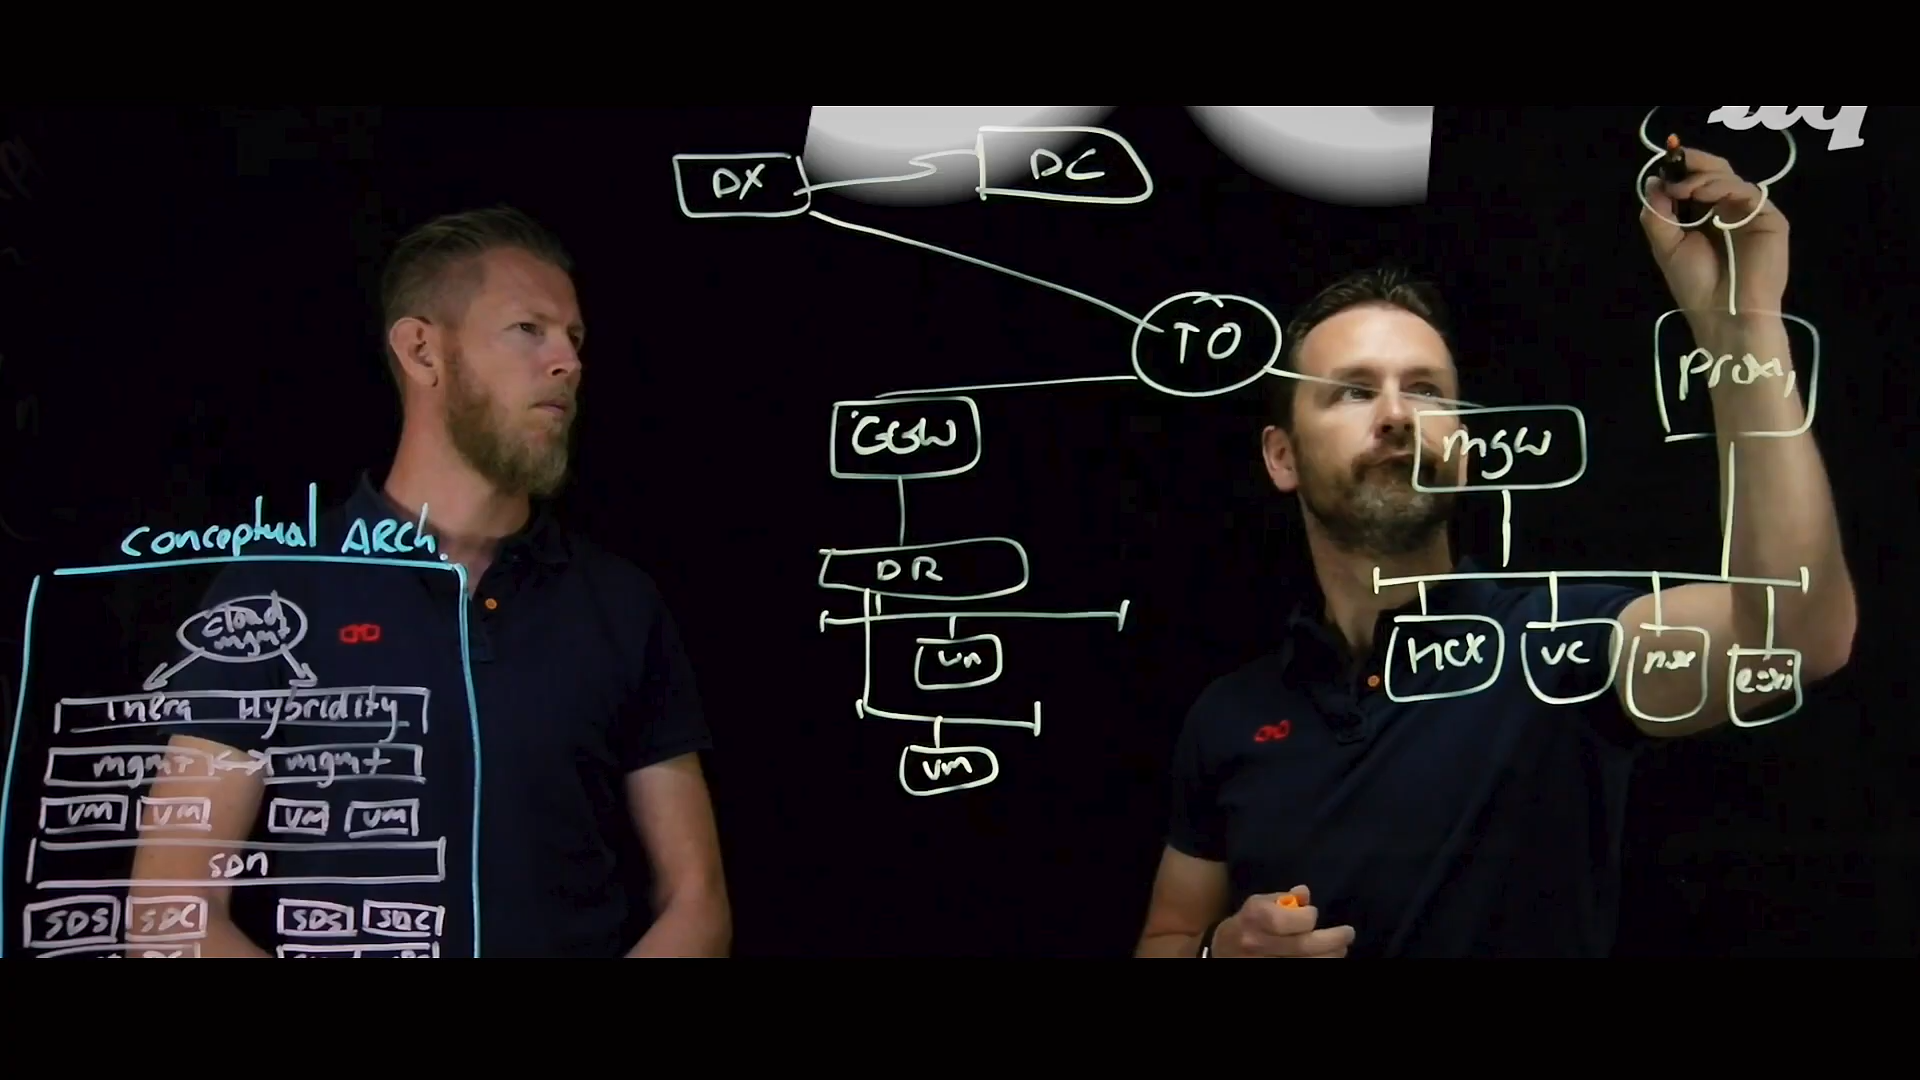 DX
DC
TO
CGW
mgw
Proxy
DR
vm
vm
HCX
VC
nsx
esxi
Conceptual ARCh.
cloud
mgmt
Infra Hybridity
mgmt mgmt
vm vm vm vm
SDN
SDS SDC SDS SDC